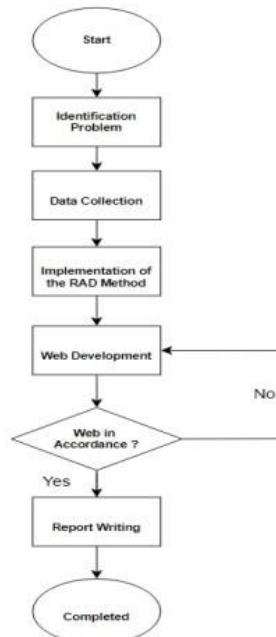 Start
Identification
Problem
Data Collection
Implementation of
the RAD Method
Web Development
No
Web in
Accordance ?
Yes
Report Writing
Completed